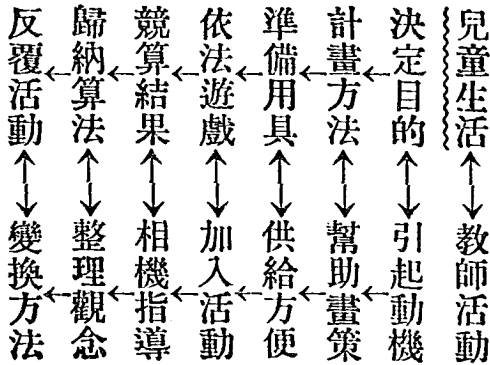 兒童生活
教師活動
決定目的
引起動機
計畫方法
幫助畫策
準備用具
供給方便
依法遊戲
加入活動
競算結果
相機指導
歸納算法
整理觀念
反覆活動
變換方法